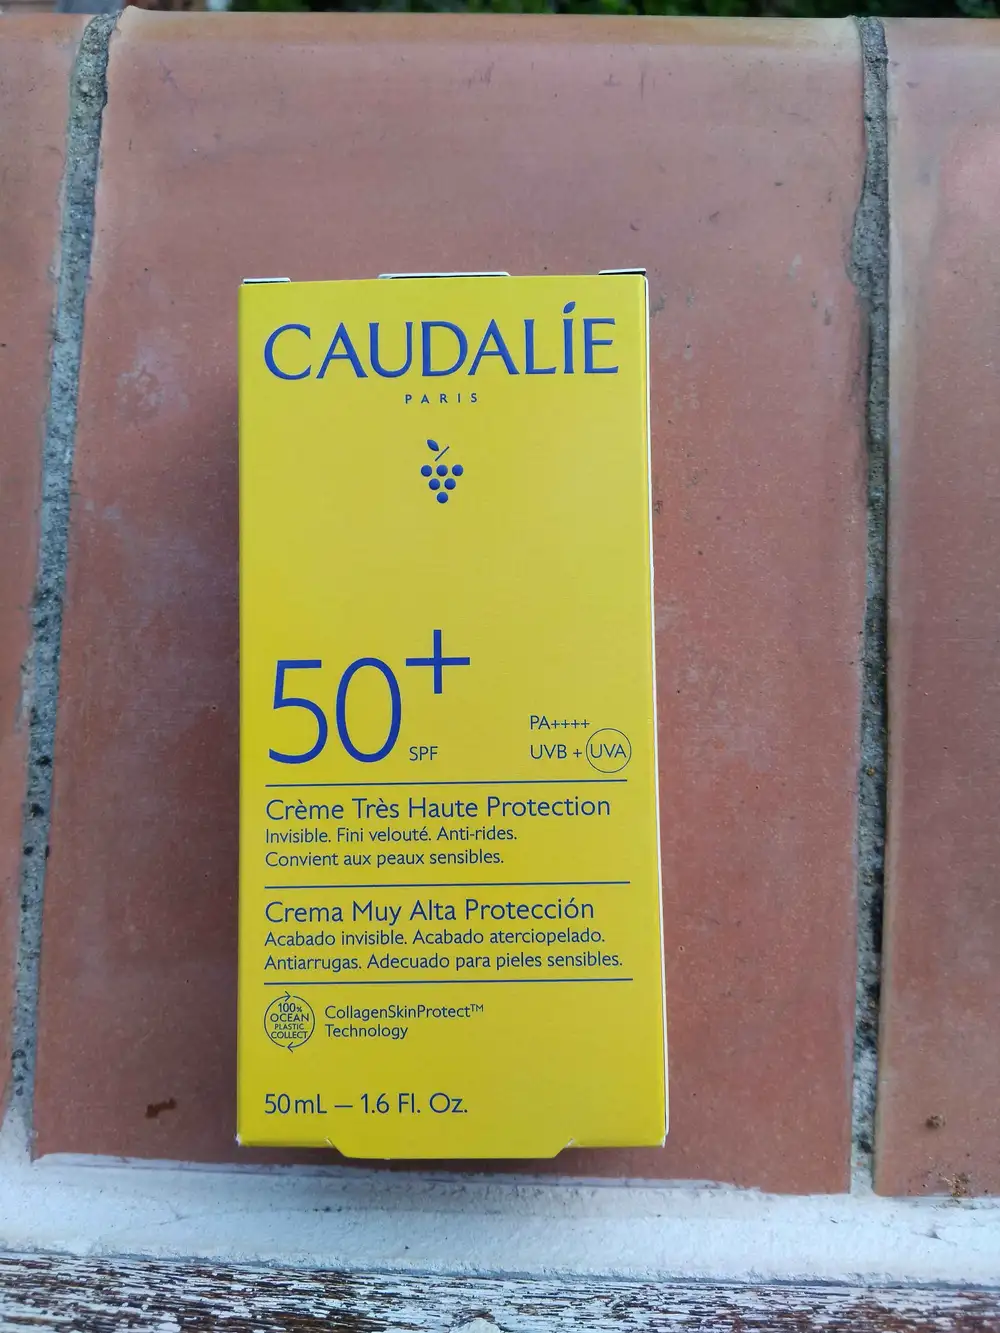 CAUDALÍE
PARIS
50+
SPF
PA++++
UVB + UVA
Crème Très Haute Protection
Invisible. Fini velouté. Anti-rides.
Convient aux peaux sensibles.
Crema Muy Alta Protección
Acabado invisible. Acabado aterciopelado.
Antiarrugas. Adecuado para pieles sensibles.
100%
OCEAN
PLASTIC
COLLECT
CollagenSkinProtect™
Technology
50mL – 1.6 Fl. Oz.